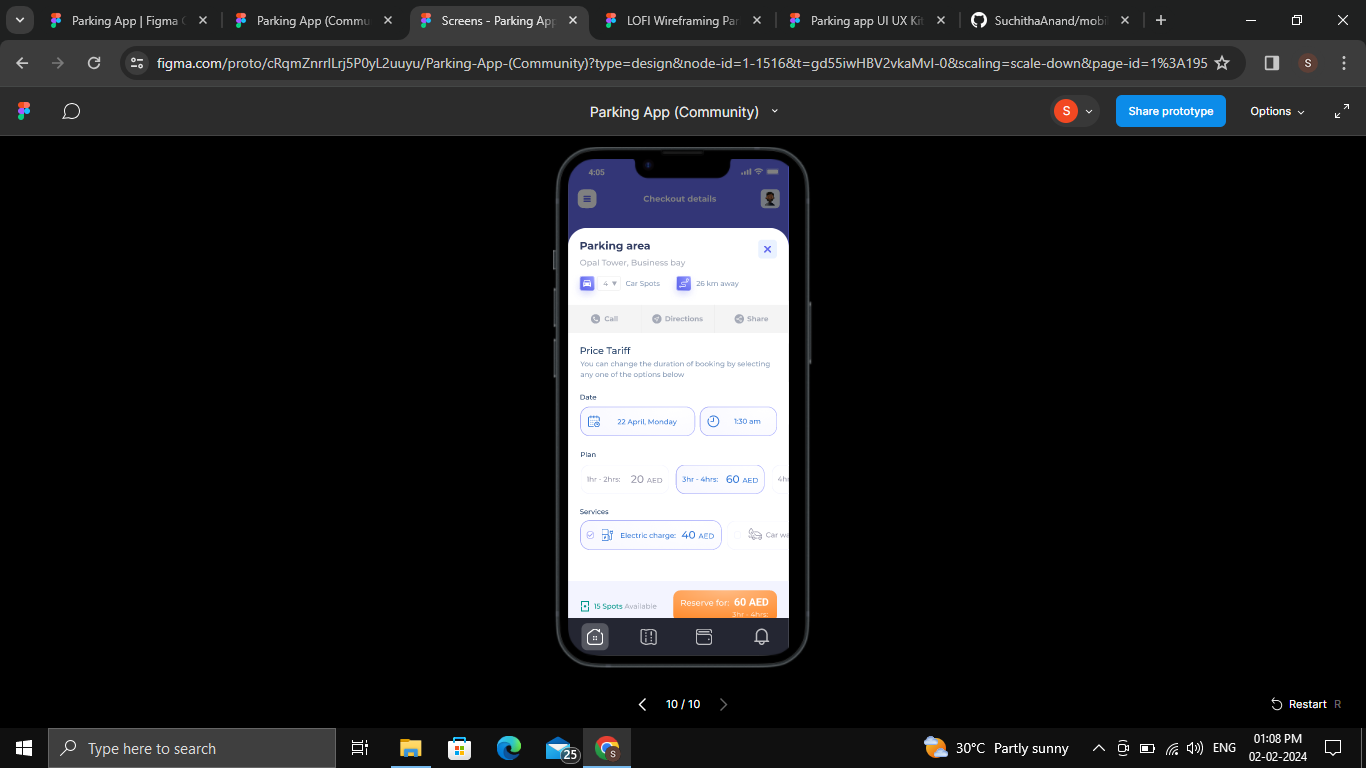 Parking App | Figma C
Parking App (Commu
Screens - Parking App
LOFI Wireframing Par
Parking app UI UX Kit
SuchithaAnand/mobil
figma.com/proto/cRqmZnrrILrj5P0yL2uuyu/Parking-App-(Community)?type=design&node-id=1-1516&t=gd55iwHBV2vkaMvI-0&scaling=scale-down&page-id=1%3A195
S
Parking App (Community)
S
Share prototype
Options
4:05
Checkout details
Parking area
Opal Tower, Business bay
4 Car Spots 26 km away
Call Directions Share
Price Tariff
You can change the duration of booking by selecting
any one of the options below
Date
22 April, Monday 1:30 am
Plan
1hr - 2hrs: 20 AED 3hr - 4hrs: 60 AED 4h
Services
Electric charge: 40 AED Car wa
15 Spots Available Reserve for: 60 AED
3hr - 4hrs:
10 / 10
Restart R
Type here to search
25
S
30°C Partly sunny
ENG
01:08 PM
02-02-2024